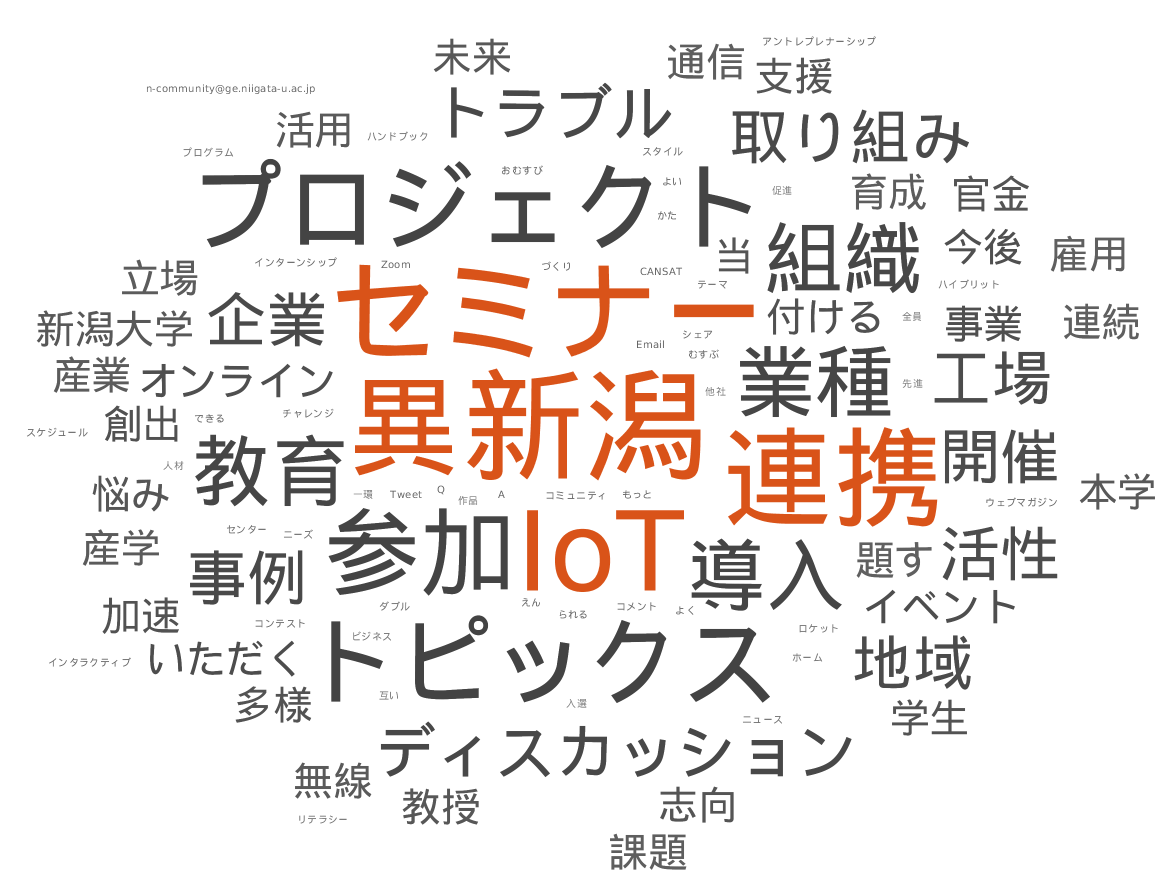 未来
通信
アントレプレナーシップ
支援
n-community@ge.niigata-u.ac.jp
トラブル
活用
ハンドブック
取り組み
プログラム
スタイル
おむすび
よい
促進
育成
官金
プロジェクト
かた
当
組織
今後
雇用
インターンシップ
Zoom
づくり
CANSAT
テーマ
ハイブリット
立場
新潟大学
企業
セミナー
付ける
全員
事業
連続
シェア
Email
むすぶ
産業
オンライン
業種
工場
異新潟
他社
先進
創出
できる
チャレンジ
スケジュール
教育
連携
開催
人材
悩み
一環
Tweet
Q
作品
A
コミュニティ
もっと
ウェブマガジン
本学
センター
ニーズ
産学
参加
IoT
導入
題す
活性
事例
加速
ダブル
えん
られる
コメント
よく
イベント
コンテスト
ビジネス
ロケット
インタラクティブ
いただく
トピックス
ホーム
地域
多様
互い
入選
ニュース
学生
ディスカッション
無線
教授
志向
リテラシー
課題